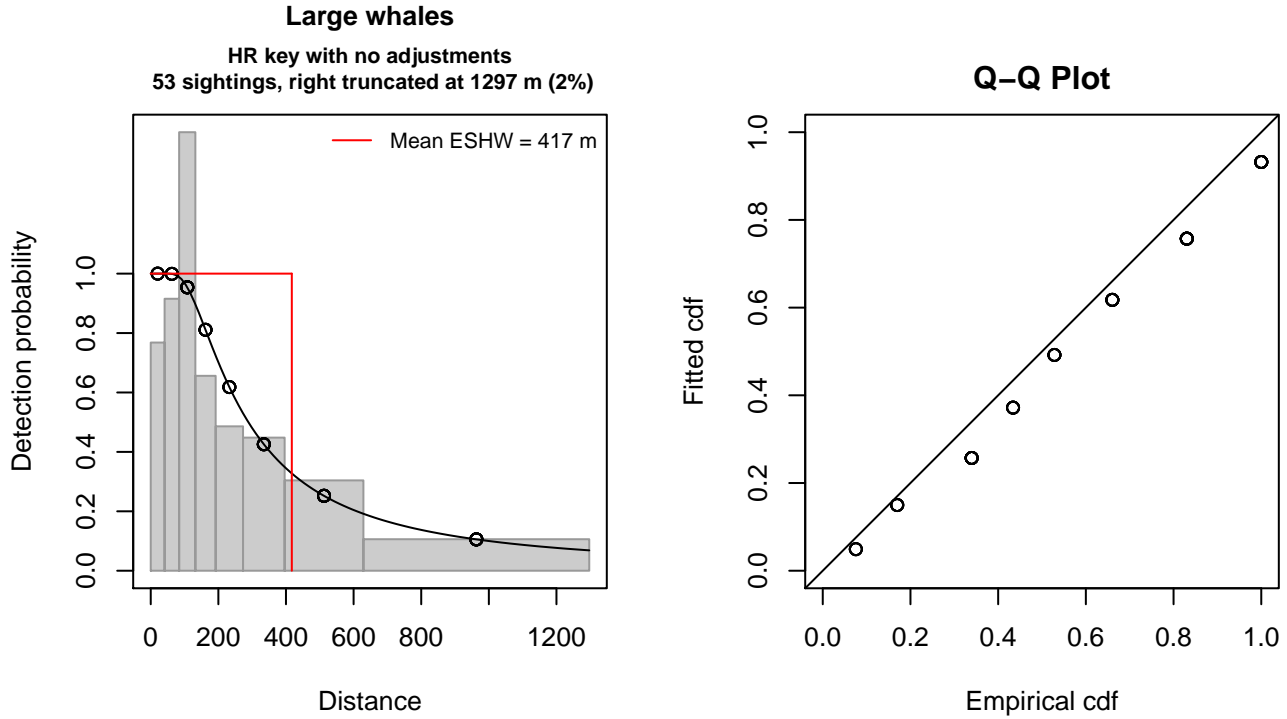 Large whales
HR key with no adjustments
53 sightings, right truncated at 1297 m (2%)
Mean ESHW = 417 m
Detection probability
0.0 0.2 0.4 0.6 0.8 1.0
0 200 400 600 800 1200
Distance
Q−Q Plot
Fitted cdf
0.0 0.2 0.4 0.6 0.8 1.0
0.0 0.2 0.4 0.6 0.8 1.0
Empirical cdf